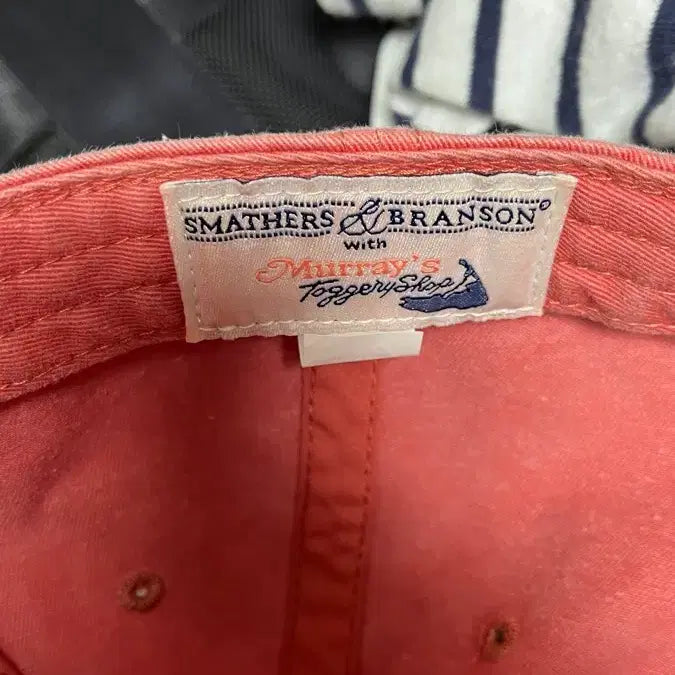 SMATHERS & BRANSON®
with
Murray's
Toggery Shop